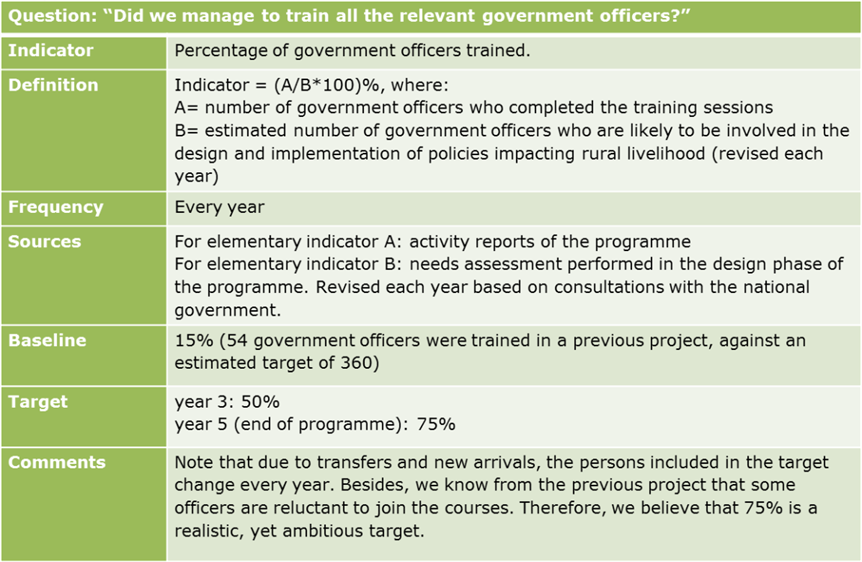 Question: “Did we manage to train all the relevant government officers?”
Indicator
Percentage of government officers trained.
Definition
Indicator = (A/B*100)%, where:
A= number of government officers who completed the training sessions
B= estimated number of government officers who are likely to be involved in the
design and implementation of policies impacting rural livelihood (revised each
year)
Frequency
Every year
Sources
For elementary indicator A: activity reports of the programme
For elementary indicator B: needs assessment performed in the design phase of
the programme. Revised each year based on consultations with the national
government.
Baseline
15% (54 government officers were trained in a previous project, against an
estimated target of 360)
Target
year 3: 50%
year 5 (end of programme): 75%
Comments
Note that due to transfers and new arrivals, the persons included in the target
change every year. Besides, we know from the previous project that some
officers are reluctant to join the courses. Therefore, we believe that 75% is a
realistic, yet ambitious target.